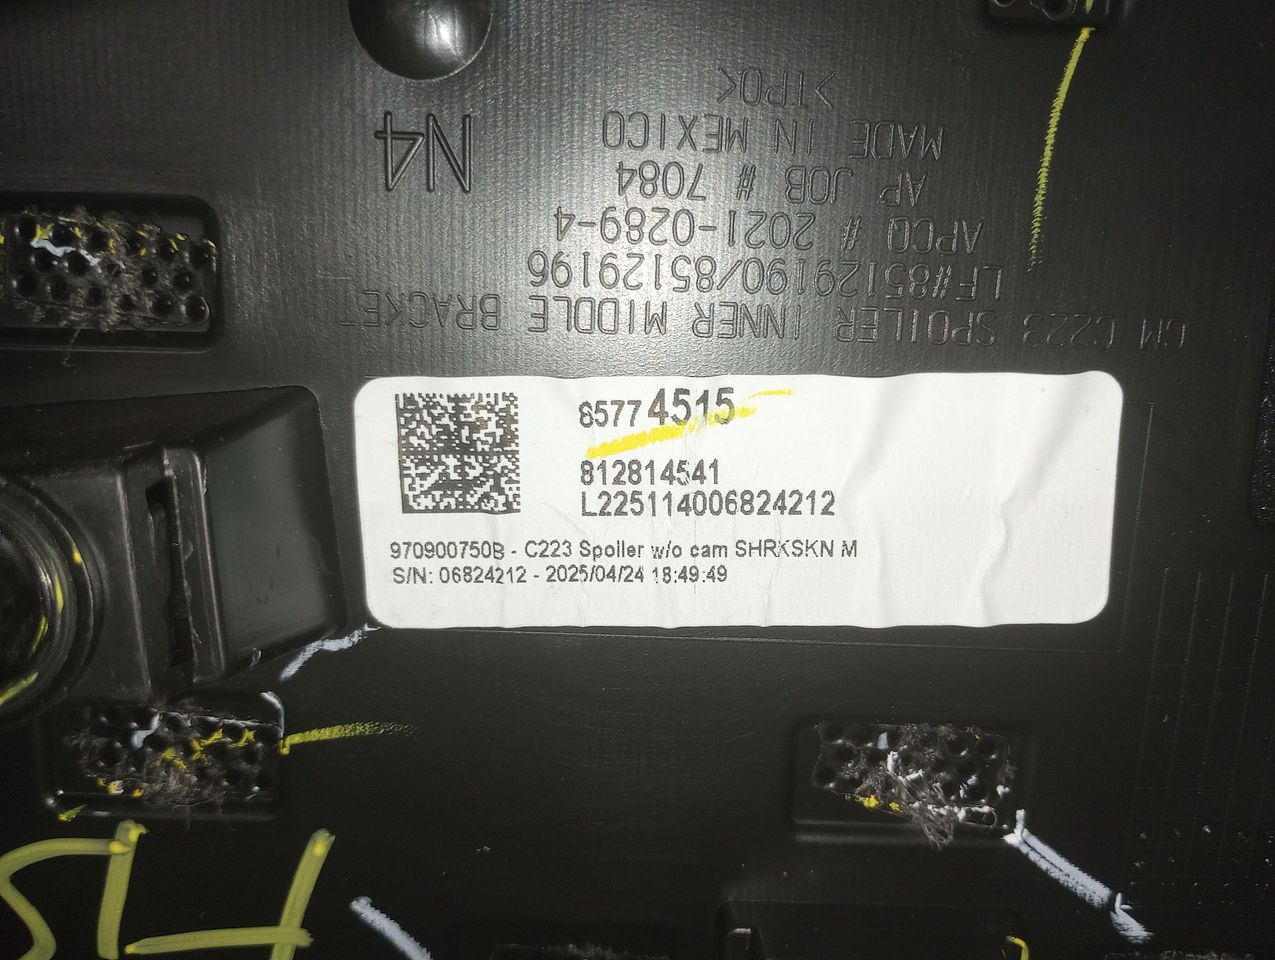 GM C223 SPOILER INNER MIDDLE BRACKET
LF#85129190/85129196
APCQ # 2021-0289-4
AP JOB # 7084
MADE IN MEXICO
>TPO<
N4
85774515
812814541
L225114006824212
970900750B - C223 Spoiler w/o cam SHRKSKN M
S/N: 06824212 - 2025/04/24 18:49:49